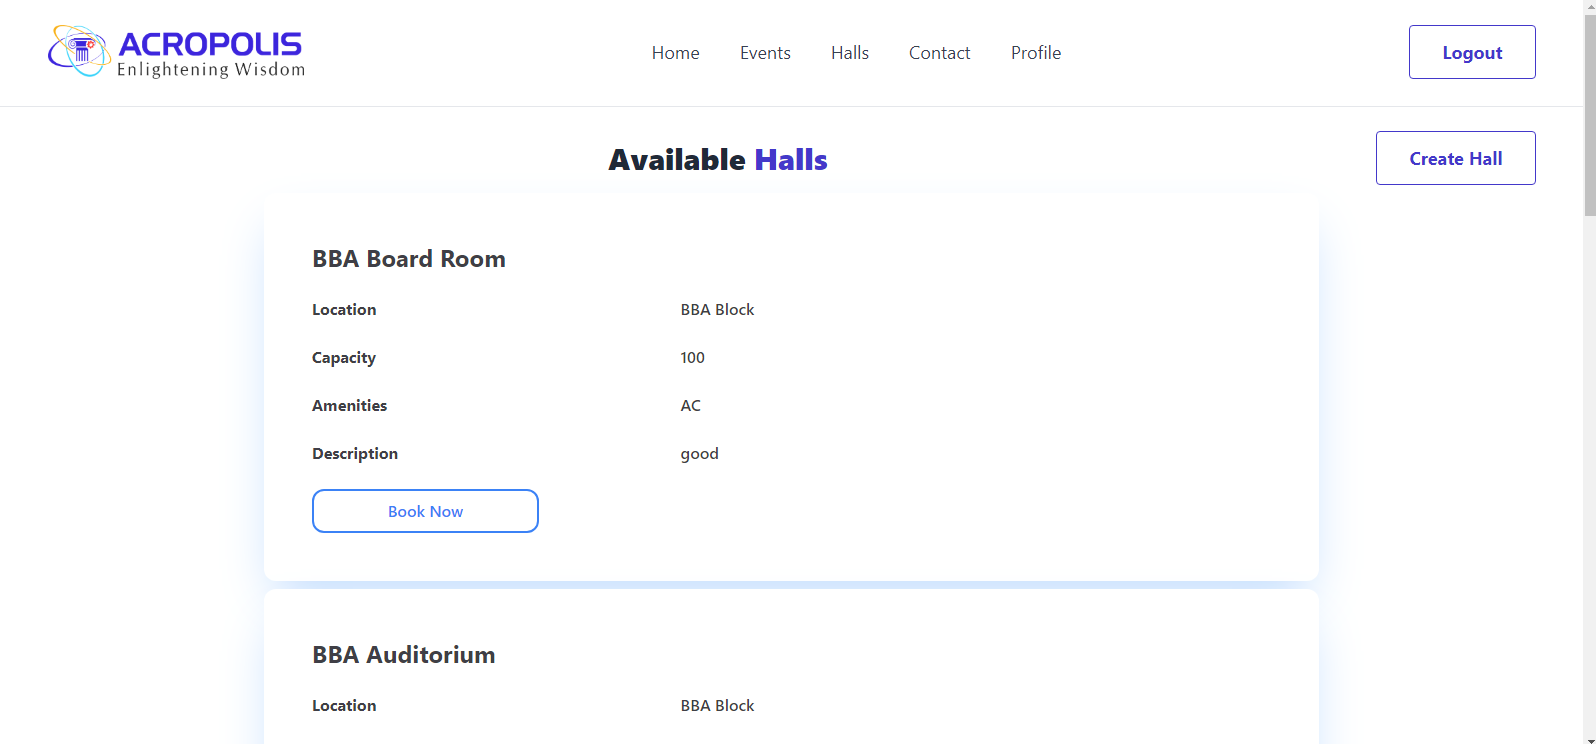 ACROPOLIS
Enlightening Wisdom
Home Events Halls Contact Profile
Logout
Available Halls
Create Hall
BBA Board Room
Location BBA Block
Capacity 100
Amenities AC
Description good
Book Now
BBA Auditorium
Location BBA Block